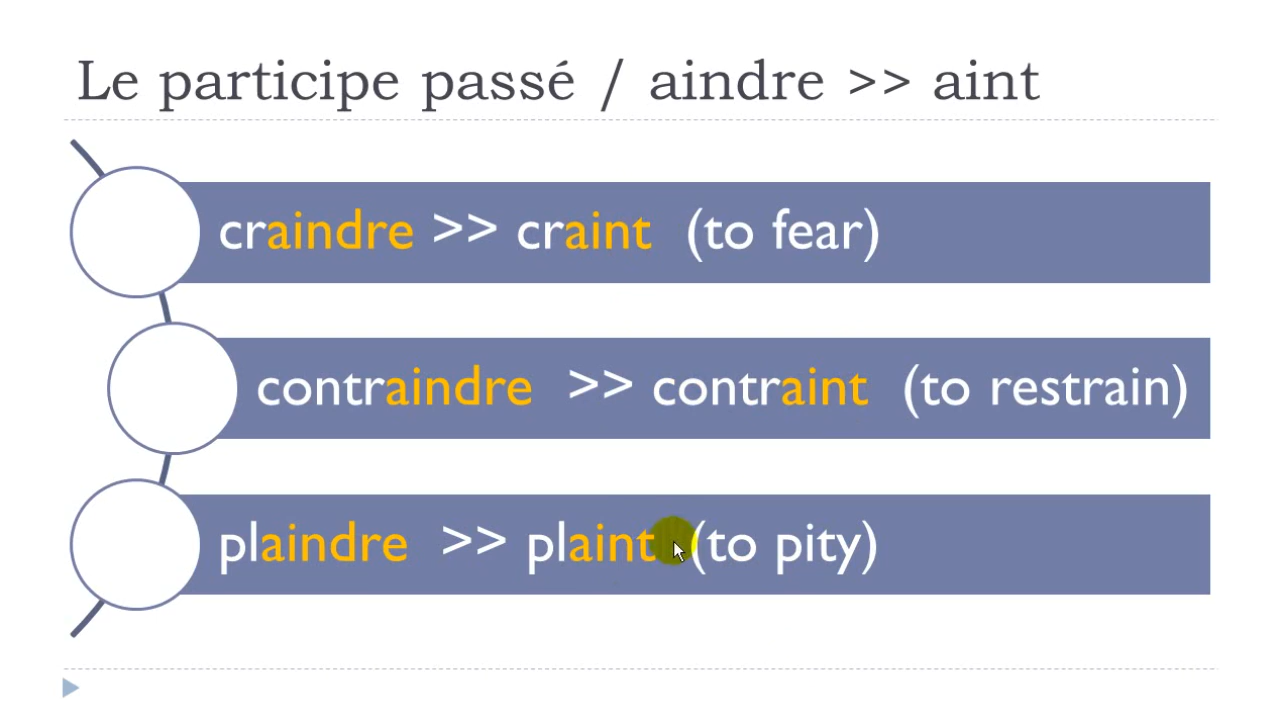 Le participe passé / aindre >> aint
craindre >> craint (to fear)
contraindre >> contraint (to restrain)
plaindre >> plaint (to pity)